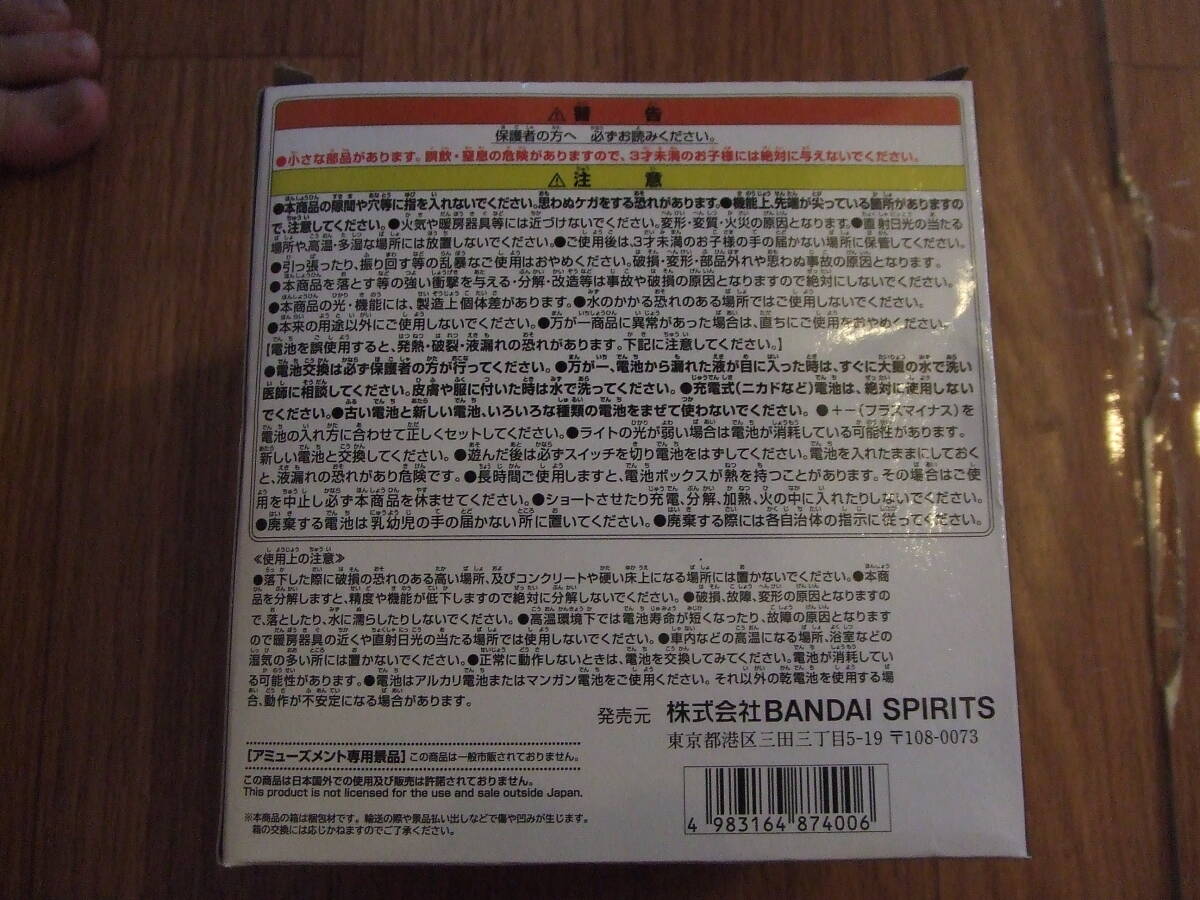 ⚠警 告
保護者の方へ 必ずお読みください。
●小さな部品があります。誤飲・窒息の危険がありますので、3才未満のお子様には絶対に与えないでください。
⚠注 意
●本商品の隙間や穴等に指を入れないでください。思わぬケガをする恐れがあります。●機能上、先端が尖っている箇所がありますの
で、注意してください。●火気や暖房器具等には近づけないでください。変形・変質・火災の原因となります。●直射日光の当たる
場所や、高温・多湿な場所には放置しないでください。●ご使用後は、3才未満のお子様の手の届かない場所に保管してください。
●引っ張ったり、振り回す等の乱暴なご使用はおやめください。破損・変形・部品外れや思わぬ事故の原因となります。
●本商品を落とす等の強い衝撃を与える・分解・改造等は事故や破損の原因となりますので絶対にしないでください。
●本商品の光・機能には、製造上個体差があります。●水のかかる恐れのある場所ではご使用しないでください。
●本来の用途以外にご使用しないでください。●万が一商品に異常があった場合は、直ちにご使用をおやめください。
【電池を誤使用すると、発熱・破裂・液漏れの恐れがあります。下記に注意してください。】
●電池交換は必ず保護者の方が行ってください。●万が一、電池から漏れた液が目に入った時は、すぐに大量の水で洗い
医師に相談してください。皮膚や服に付いた時は水で洗ってください。●充電式(ニカドなど)電池は、絶対に使用しない
でください。●古い電池と新しい電池、いろいろな種類の電池をまぜて使わないでください。●+-(プラスマイナス)を
電池の入れ方に合わせて正しくセットしてください。●ライトの光が弱い場合は電池が消耗している可能性があります。
新しい電池と交換してください。●遊んだ後は必ずスイッチを切り電池をはずしてください。電池を入れたままにしておく
と、液漏れの恐れがあり危険です。●長時間ご使用しますと、電池ボックスが熱を持つことがあります。その場合はご使
用を中止し必ず本商品を休ませてください。●ショートさせたり充電、分解、加熱、火の中に入れたりしないでください。
●廃棄する電池は乳幼児の手の届かない所に置いてください。●廃棄する際には各自治体の指示に従ってください。
≪使用上の注意≫
●落下した際に破損の恐れのある高い場所、及びコンクリートや硬い床上になる場所には置かないでください。●本商
品を分解しますと、精度や機能が低下しますので絶対に分解しないでください。●破損、故障、変形の原因となりますの
で、落としたり、水に濡らしたりしないでください。●高温環境下では電池寿命が短くなったり、故障の原因となります
ので暖房器具の近くや直射日光の当たる場所では使用しないでください。●車内などの高温になる場所、浴室などの
湿気の多い所には置かないでください。●正常に動作しないときは、電池を交換してみてください。電池が消耗してい
る可能性があります。●電池はアルカリ電池またはマンガン電池をご使用ください。それ以外の乾電池を使用する場
合、動作が不安定になる場合があります。
発売元 株式会社BANDAI SPIRITS
東京都港区三田三丁目5-19 〒108-0073
[アミューズメント専用景品] この商品は一般市販されておりません。
この商品は日本国外での使用及び販売は許諾されておりません。
This product is not licensed for the use and sale outside Japan.
※本商品の箱は梱包材です。輸送の際や景品払い出しなどで傷や凹みが生じます。
箱の交換には応じかねますのでご了承ください。
4 983164 874006